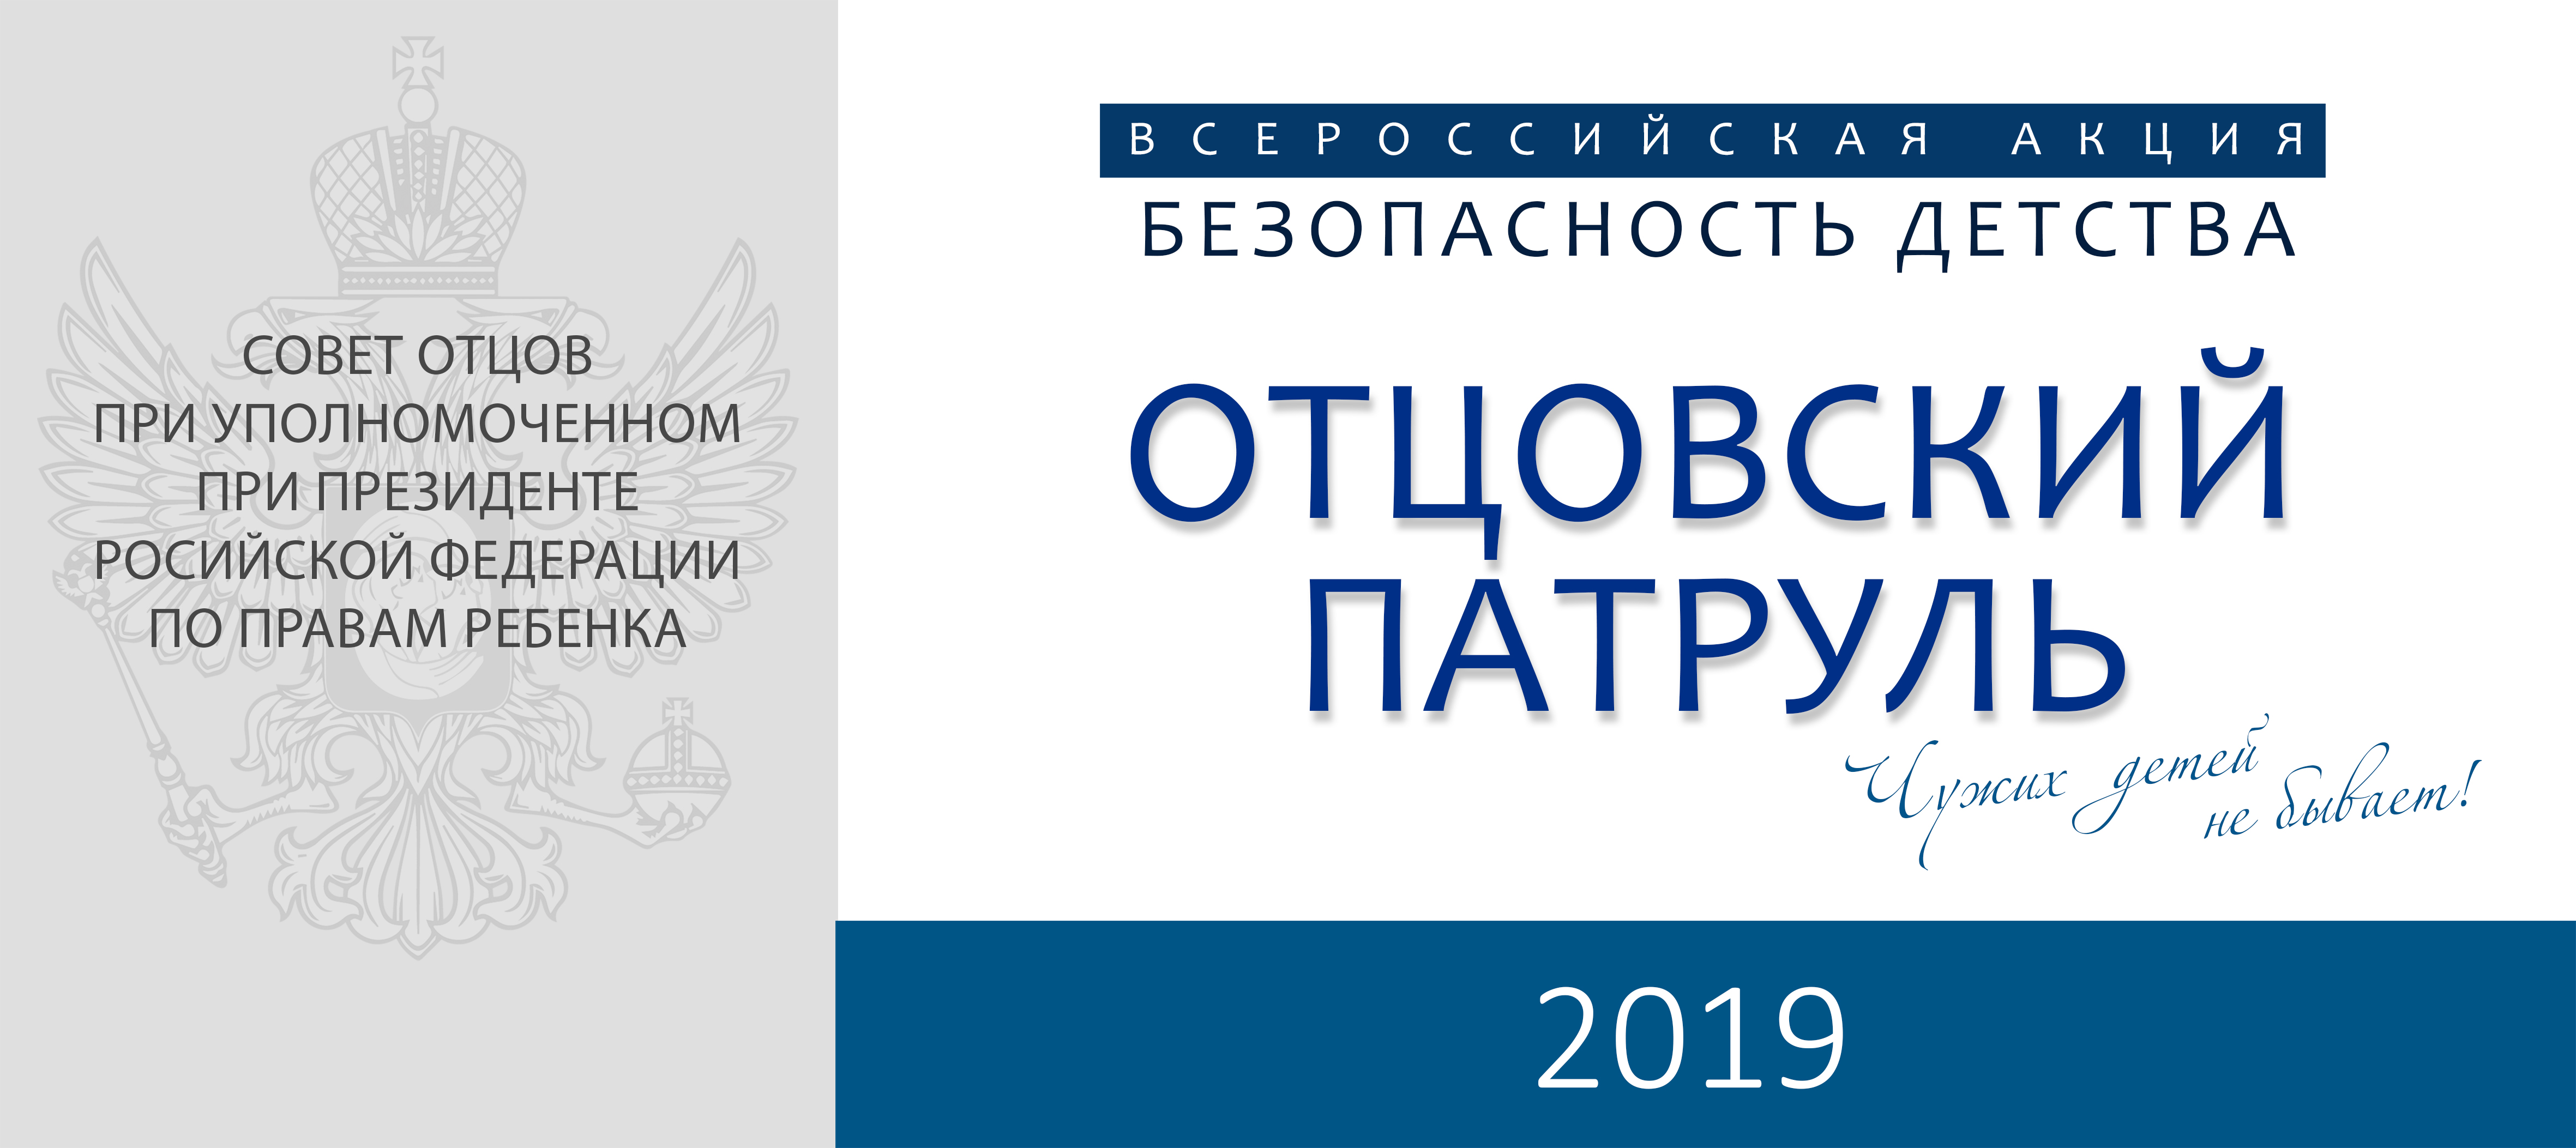 СОВЕТ ОТЦОВ
ПРИ УПОЛНОМОЧЕННОМ
ПРИ ПРЕЗИДЕНТЕ
РОСИЙСКОЙ ФЕДЕРАЦИИ
ПО ПРАВАМ РЕБЕНКА
ВСЕРОССИЙСКАЯ АКЦИЯ
БЕЗОПАСНОСТЬ ДЕТСТВА
ОТЦОВСКИЙ
ПАТРУЛЬ
Чужих детей
не бывает!
2019